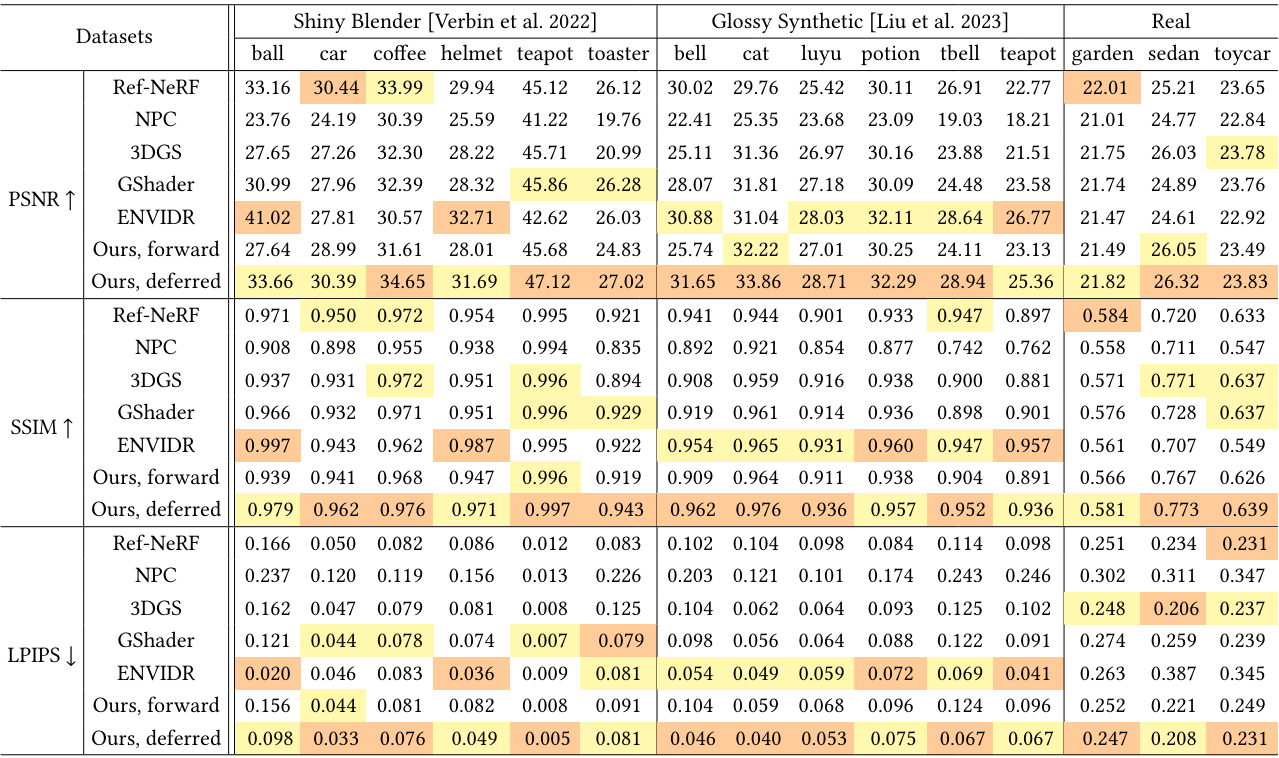 Datasets Shiny Blender [Verbin et al. 2022] Glossy Synthetic [Liu et al. 2023] Real
ball car coffee helmet teapot toaster bell cat luyu potion tbell teapot garden sedan toycar
PSNR ↑
Ref-NeRF 33.16 30.44 33.99 29.94 45.12 26.12 30.02 29.76 25.42 30.11 26.91 22.77 22.01 25.21 23.65
NPC 23.76 24.19 30.39 25.59 41.22 19.76 22.41 25.35 23.68 23.09 19.03 18.21 21.01 24.77 22.84
3DGS 27.65 27.26 32.30 28.22 45.71 20.99 25.11 31.36 26.97 30.16 23.88 21.51 21.75 26.03 23.78
GShader 30.99 27.96 32.39 28.32 45.86 26.28 28.07 31.81 27.18 30.09 24.48 23.58 21.74 24.89 23.76
ENVIDR 41.02 27.81 30.57 32.71 42.62 26.03 30.88 31.04 28.03 32.11 28.64 26.77 21.47 24.61 22.92
Ours, forward 27.64 28.99 31.61 28.01 45.68 24.83 25.74 32.22 27.01 30.25 24.11 23.13 21.49 26.05 23.49
Ours, deferred 33.66 30.39 34.65 31.69 47.12 27.02 31.65 33.86 28.71 32.29 28.94 25.36 21.82 26.32 23.83
SSIM ↑
Ref-NeRF 0.971 0.950 0.972 0.954 0.995 0.921 0.941 0.944 0.901 0.933 0.947 0.897 0.584 0.720 0.633
NPC 0.908 0.898 0.955 0.938 0.994 0.835 0.892 0.921 0.854 0.877 0.742 0.762 0.558 0.711 0.547
3DGS 0.937 0.931 0.972 0.951 0.996 0.894 0.908 0.959 0.916 0.938 0.900 0.881 0.571 0.771 0.637
GShader 0.966 0.932 0.971 0.951 0.996 0.929 0.919 0.961 0.914 0.936 0.898 0.901 0.576 0.728 0.637
ENVIDR 0.997 0.943 0.962 0.987 0.995 0.922 0.954 0.965 0.931 0.960 0.947 0.957 0.561 0.707 0.549
Ours, forward 0.939 0.941 0.968 0.947 0.996 0.919 0.909 0.964 0.911 0.938 0.904 0.891 0.566 0.767 0.626
Ours, deferred 0.979 0.962 0.976 0.971 0.997 0.943 0.962 0.976 0.936 0.957 0.952 0.936 0.581 0.773 0.639
LPIPS ↓
Ref-NeRF 0.166 0.050 0.082 0.086 0.012 0.083 0.102 0.104 0.098 0.084 0.114 0.098 0.251 0.234 0.231
NPC 0.237 0.120 0.119 0.156 0.013 0.226 0.203 0.121 0.101 0.174 0.243 0.246 0.302 0.311 0.347
3DGS 0.162 0.047 0.079 0.081 0.008 0.125 0.104 0.062 0.064 0.093 0.125 0.102 0.248 0.206 0.237
GShader 0.121 0.044 0.078 0.074 0.007 0.079 0.098 0.056 0.064 0.088 0.122 0.091 0.274 0.259 0.239
ENVIDR 0.020 0.046 0.083 0.036 0.009 0.081 0.054 0.049 0.059 0.072 0.069 0.041 0.263 0.387 0.345
Ours, forward 0.156 0.044 0.081 0.082 0.008 0.091 0.104 0.059 0.068 0.096 0.124 0.096 0.252 0.221 0.249
Ours, deferred 0.098 0.033 0.076 0.049 0.005 0.081 0.046 0.040 0.053 0.075 0.067 0.067 0.247 0.208 0.231